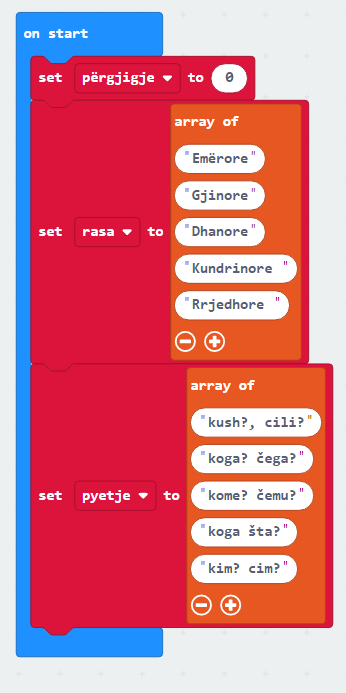 on start
set përgjigje to 0
array of
"Emërore"
"Gjinore"
"Dhanore"
set rasa to
"Kundrinore "
"Rrjedhore "
array of
"kush?, cili?"
"koga? čega?"
"kome? čemu?"
set pyetje to
"koga šta?"
"kim? cim?"